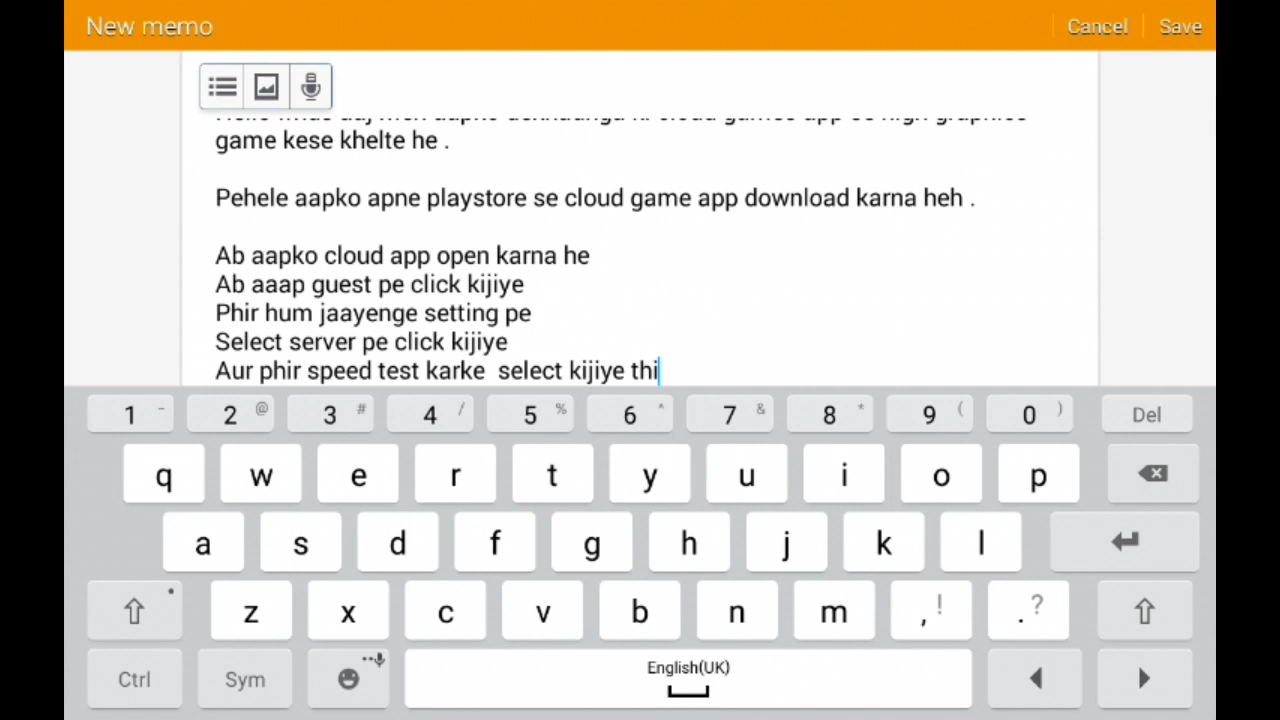 New memo
Cancel
Save
game kese khelte he .
Pehele aapko apne playstore se cloud game app download karna heh .
Ab aapko cloud app open karna he
Ab aaap guest pe click kijiye
Phir hum jaayenge setting pe
Select server pe click kijiye
Aur phir speed test karke  select kijiye thi
1 - 2 @ 3 # 4 / 5 % 6 ^ 7 & 8 * 9 ( 0 ) Del
q w e r t y u i o p
a s d f g h j k l
z x c v b n m , ! . ?
Ctrl Sym English(UK)